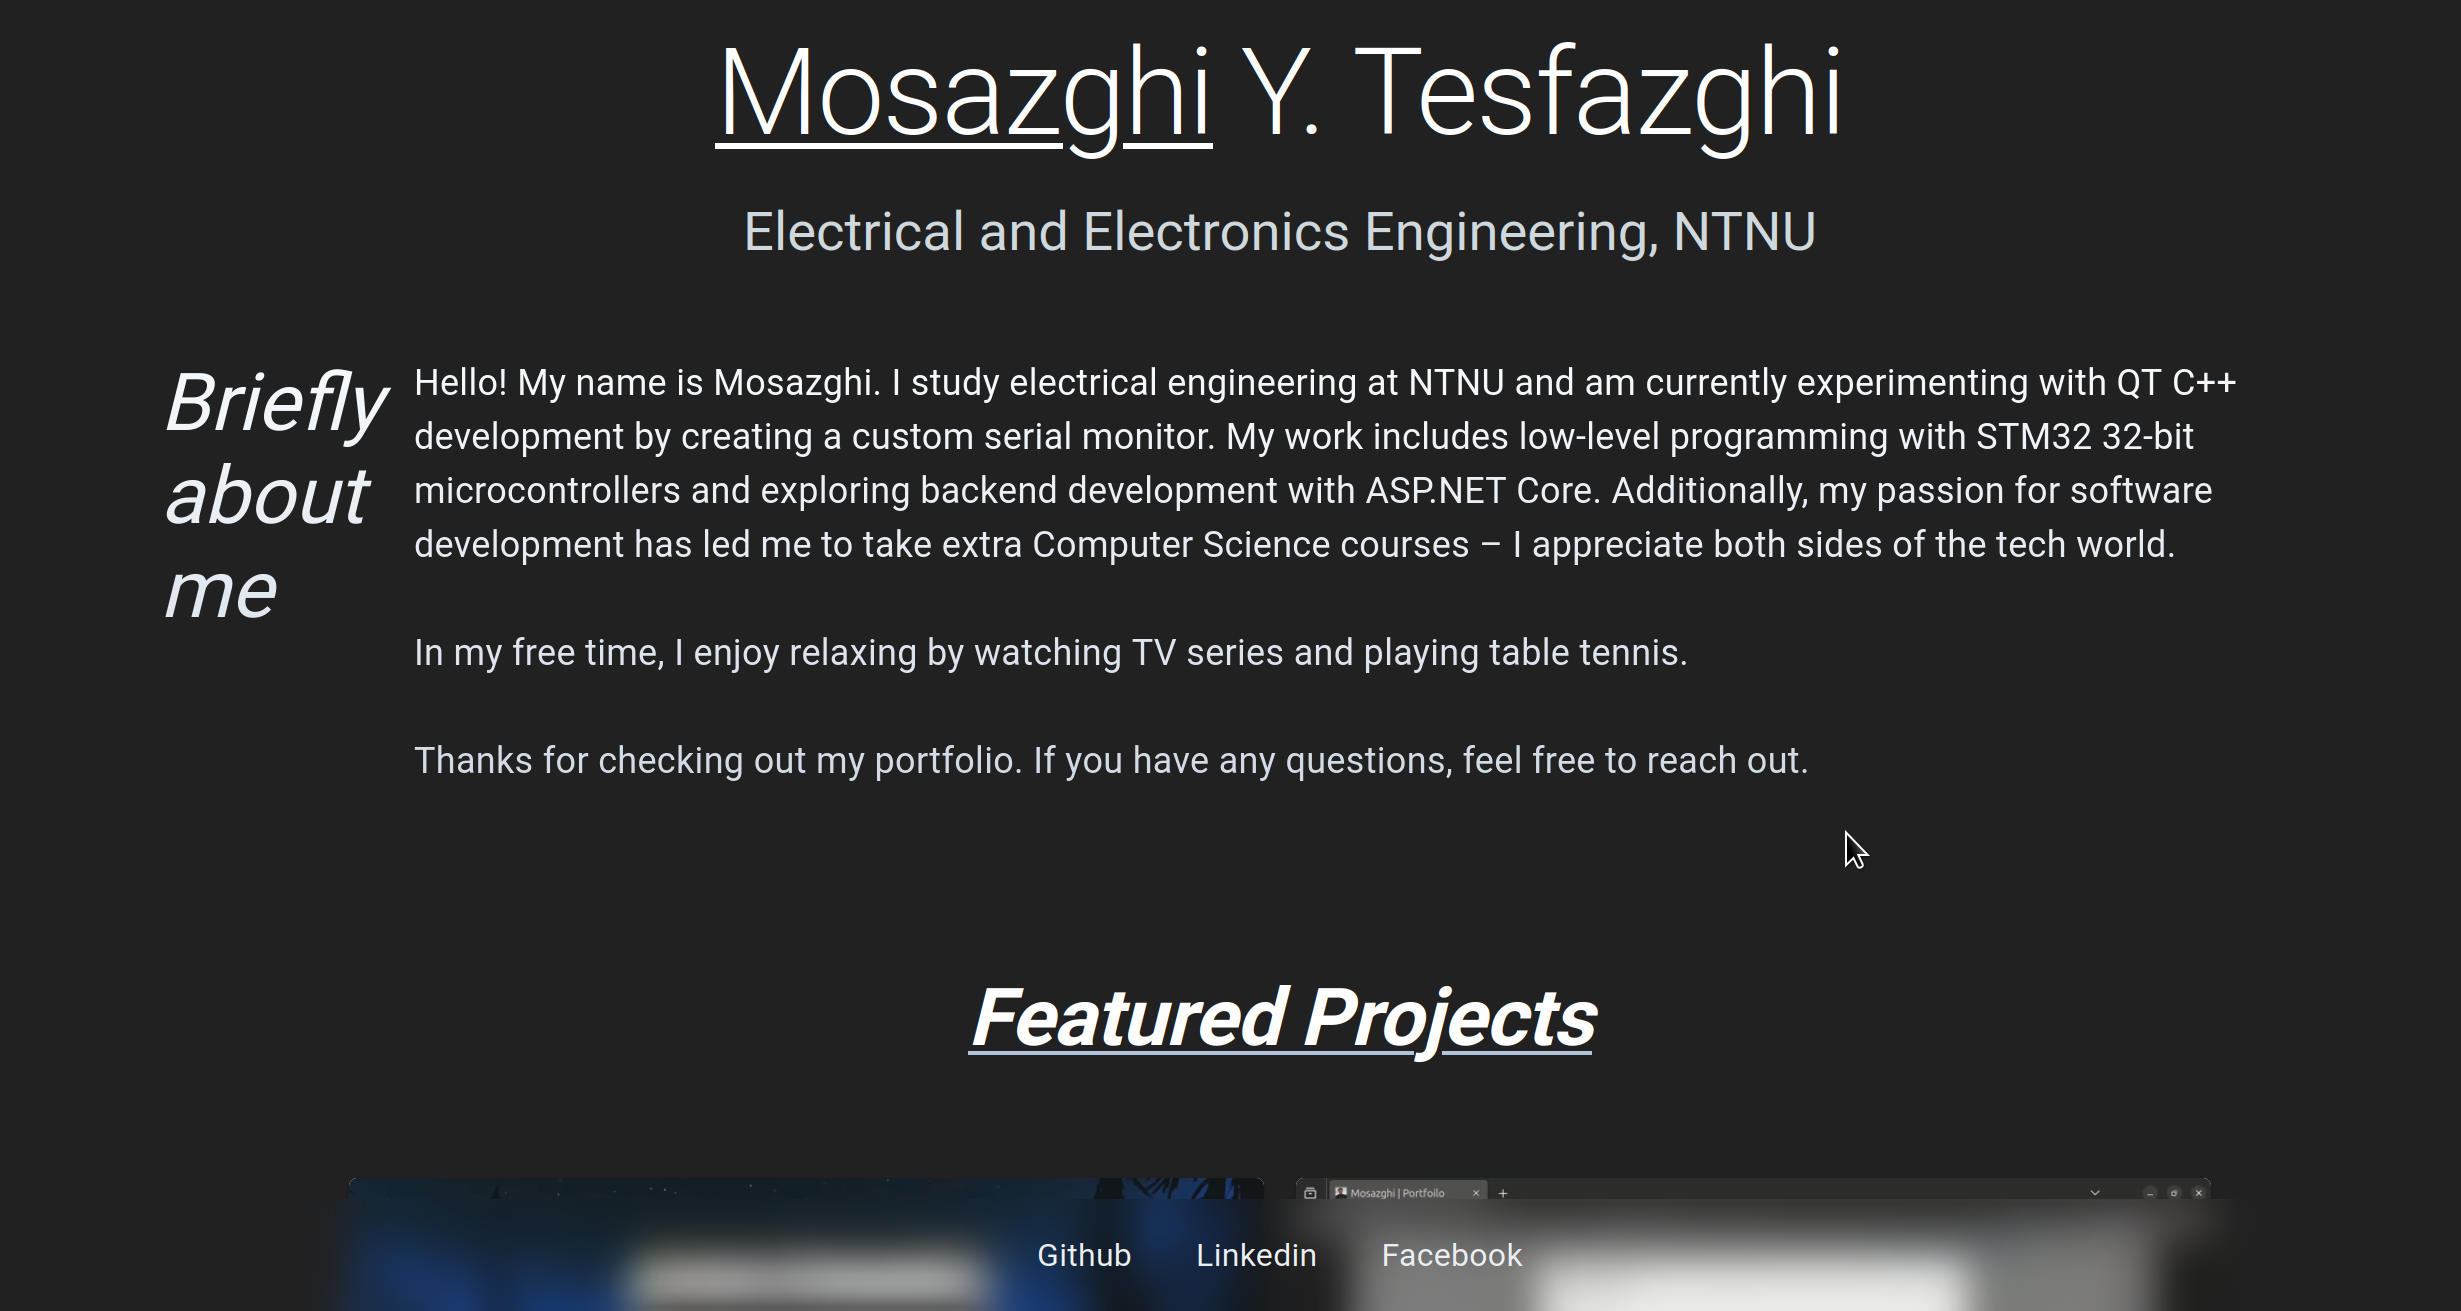 Mosazghi Y. Tesfazghi
Electrical and Electronics Engineering, NTNU
Briefly
about
me
Hello! My name is Mosazghi. I study electrical engineering at NTNU and am currently experimenting with QT C++
development by creating a custom serial monitor. My work includes low-level programming with STM32 32-bit
microcontrollers and exploring backend development with ASP.NET Core. Additionally, my passion for software
development has led me to take extra Computer Science courses – I appreciate both sides of the tech world.
In my free time, I enjoy relaxing by watching TV series and playing table tennis.
Thanks for checking out my portfolio. If you have any questions, feel free to reach out.
Featured Projects
Mosazghi | Portfoilo
Github Linkedin Facebook